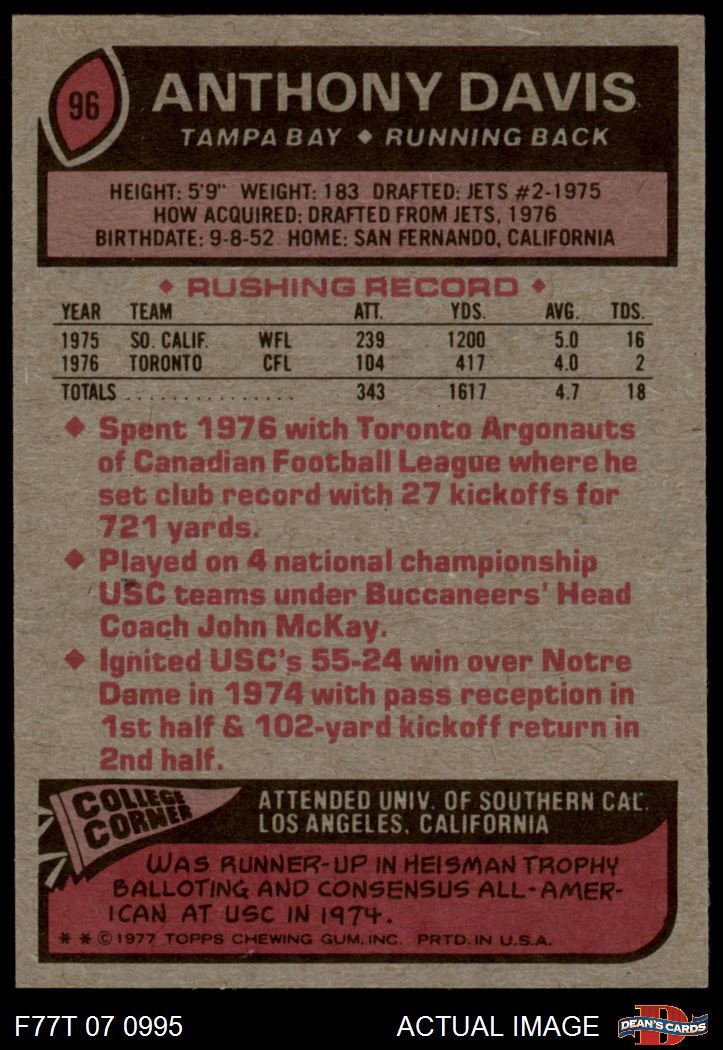 96
ANTHONY DAVIS
TAMPA BAY ♦ RUNNING BACK
HEIGHT: 5'9" WEIGHT: 183 DRAFTED: JETS #2-1975
HOW ACQUIRED: DRAFTED FROM JETS, 1976
BIRTHDATE: 9-8-52 HOME: SAN FERNANDO, CALIFORNIA
♦ RUSHING RECORD ♦
YEAR TEAM ATT. YDS. AVG. TDS.
1975 SO. CALIF. WFL 239 1200 5.0 16
1976 TORONTO CFL 104 417 4.0 2
TOTALS . . . . . . . . . . . . . . . . 343 1617 4.7 18
♦ Spent 1976 with Toronto Argonauts
of Canadian Football League where he
set club record with 27 kickoffs for
721 yards.
♦ Played on 4 national championship
USC teams under Buccaneers' Head
Coach John McKay.
♦ Ignited USC's 55-24 win over Notre
Dame in 1974 with pass reception in
1st half & 102-yard kickoff return in
2nd half.
COLLEGE
CORNER
ATTENDED UNIV. OF SOUTHERN CAL.
LOS ANGELES, CALIFORNIA
WAS RUNNER-UP IN HEISMAN TROPHY
BALLOTING AND CONSENSUS ALL-AMER-
ICAN AT USC IN 1974.
* * © 1977 TOPPS CHEWING GUM, INC. PRTD. IN U.S.A.
F77T 07 0995 ACTUAL IMAGE
D
DEAN'S CARDS